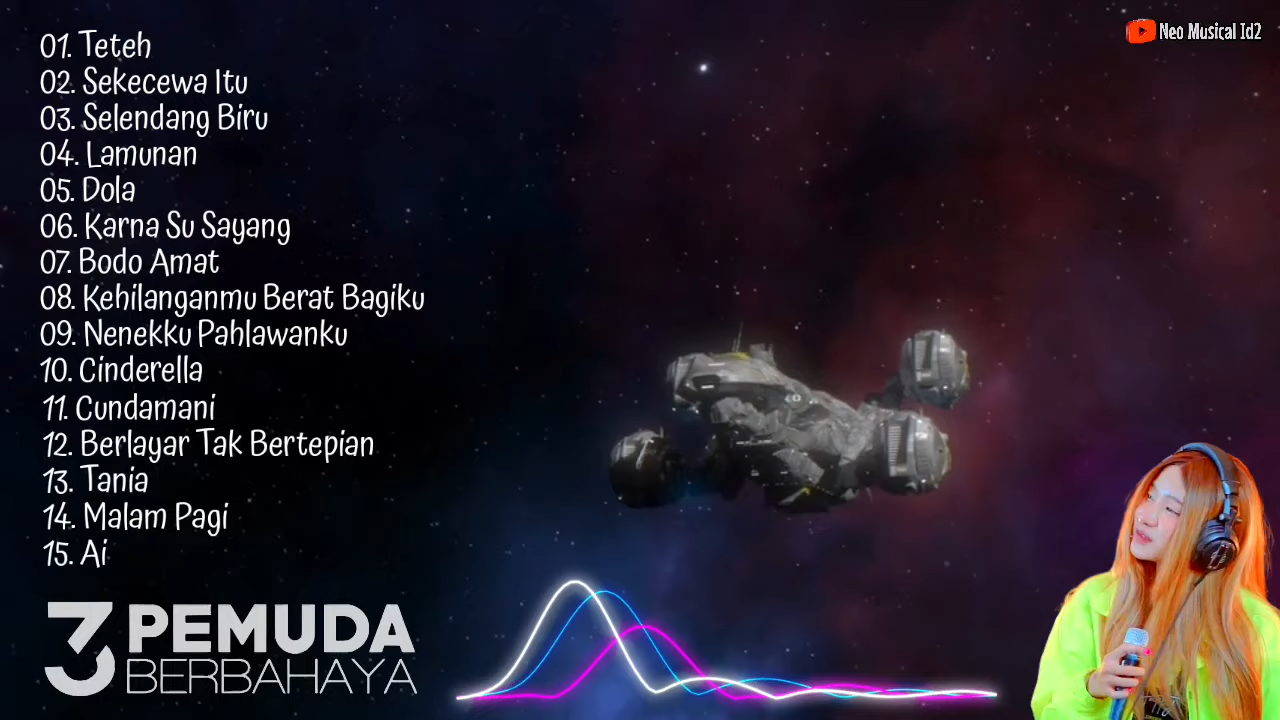 01. Teteh
02. Sekecewa Itu
03. Selendang Biru
04. Lamunan
05. Dola
06. Karna Su Sayang
07. Bodo Amat
08. Kehilanganmu Berat Bagiku
09. Nenekku Pahlawanku
10. Cinderella
11. Cundamani
12. Berlayar Tak Bertepian
13. Tania
14. Malam Pagi
15. Ai
3 PEMUDA
BERBAHAYA
Neo Musical Id2